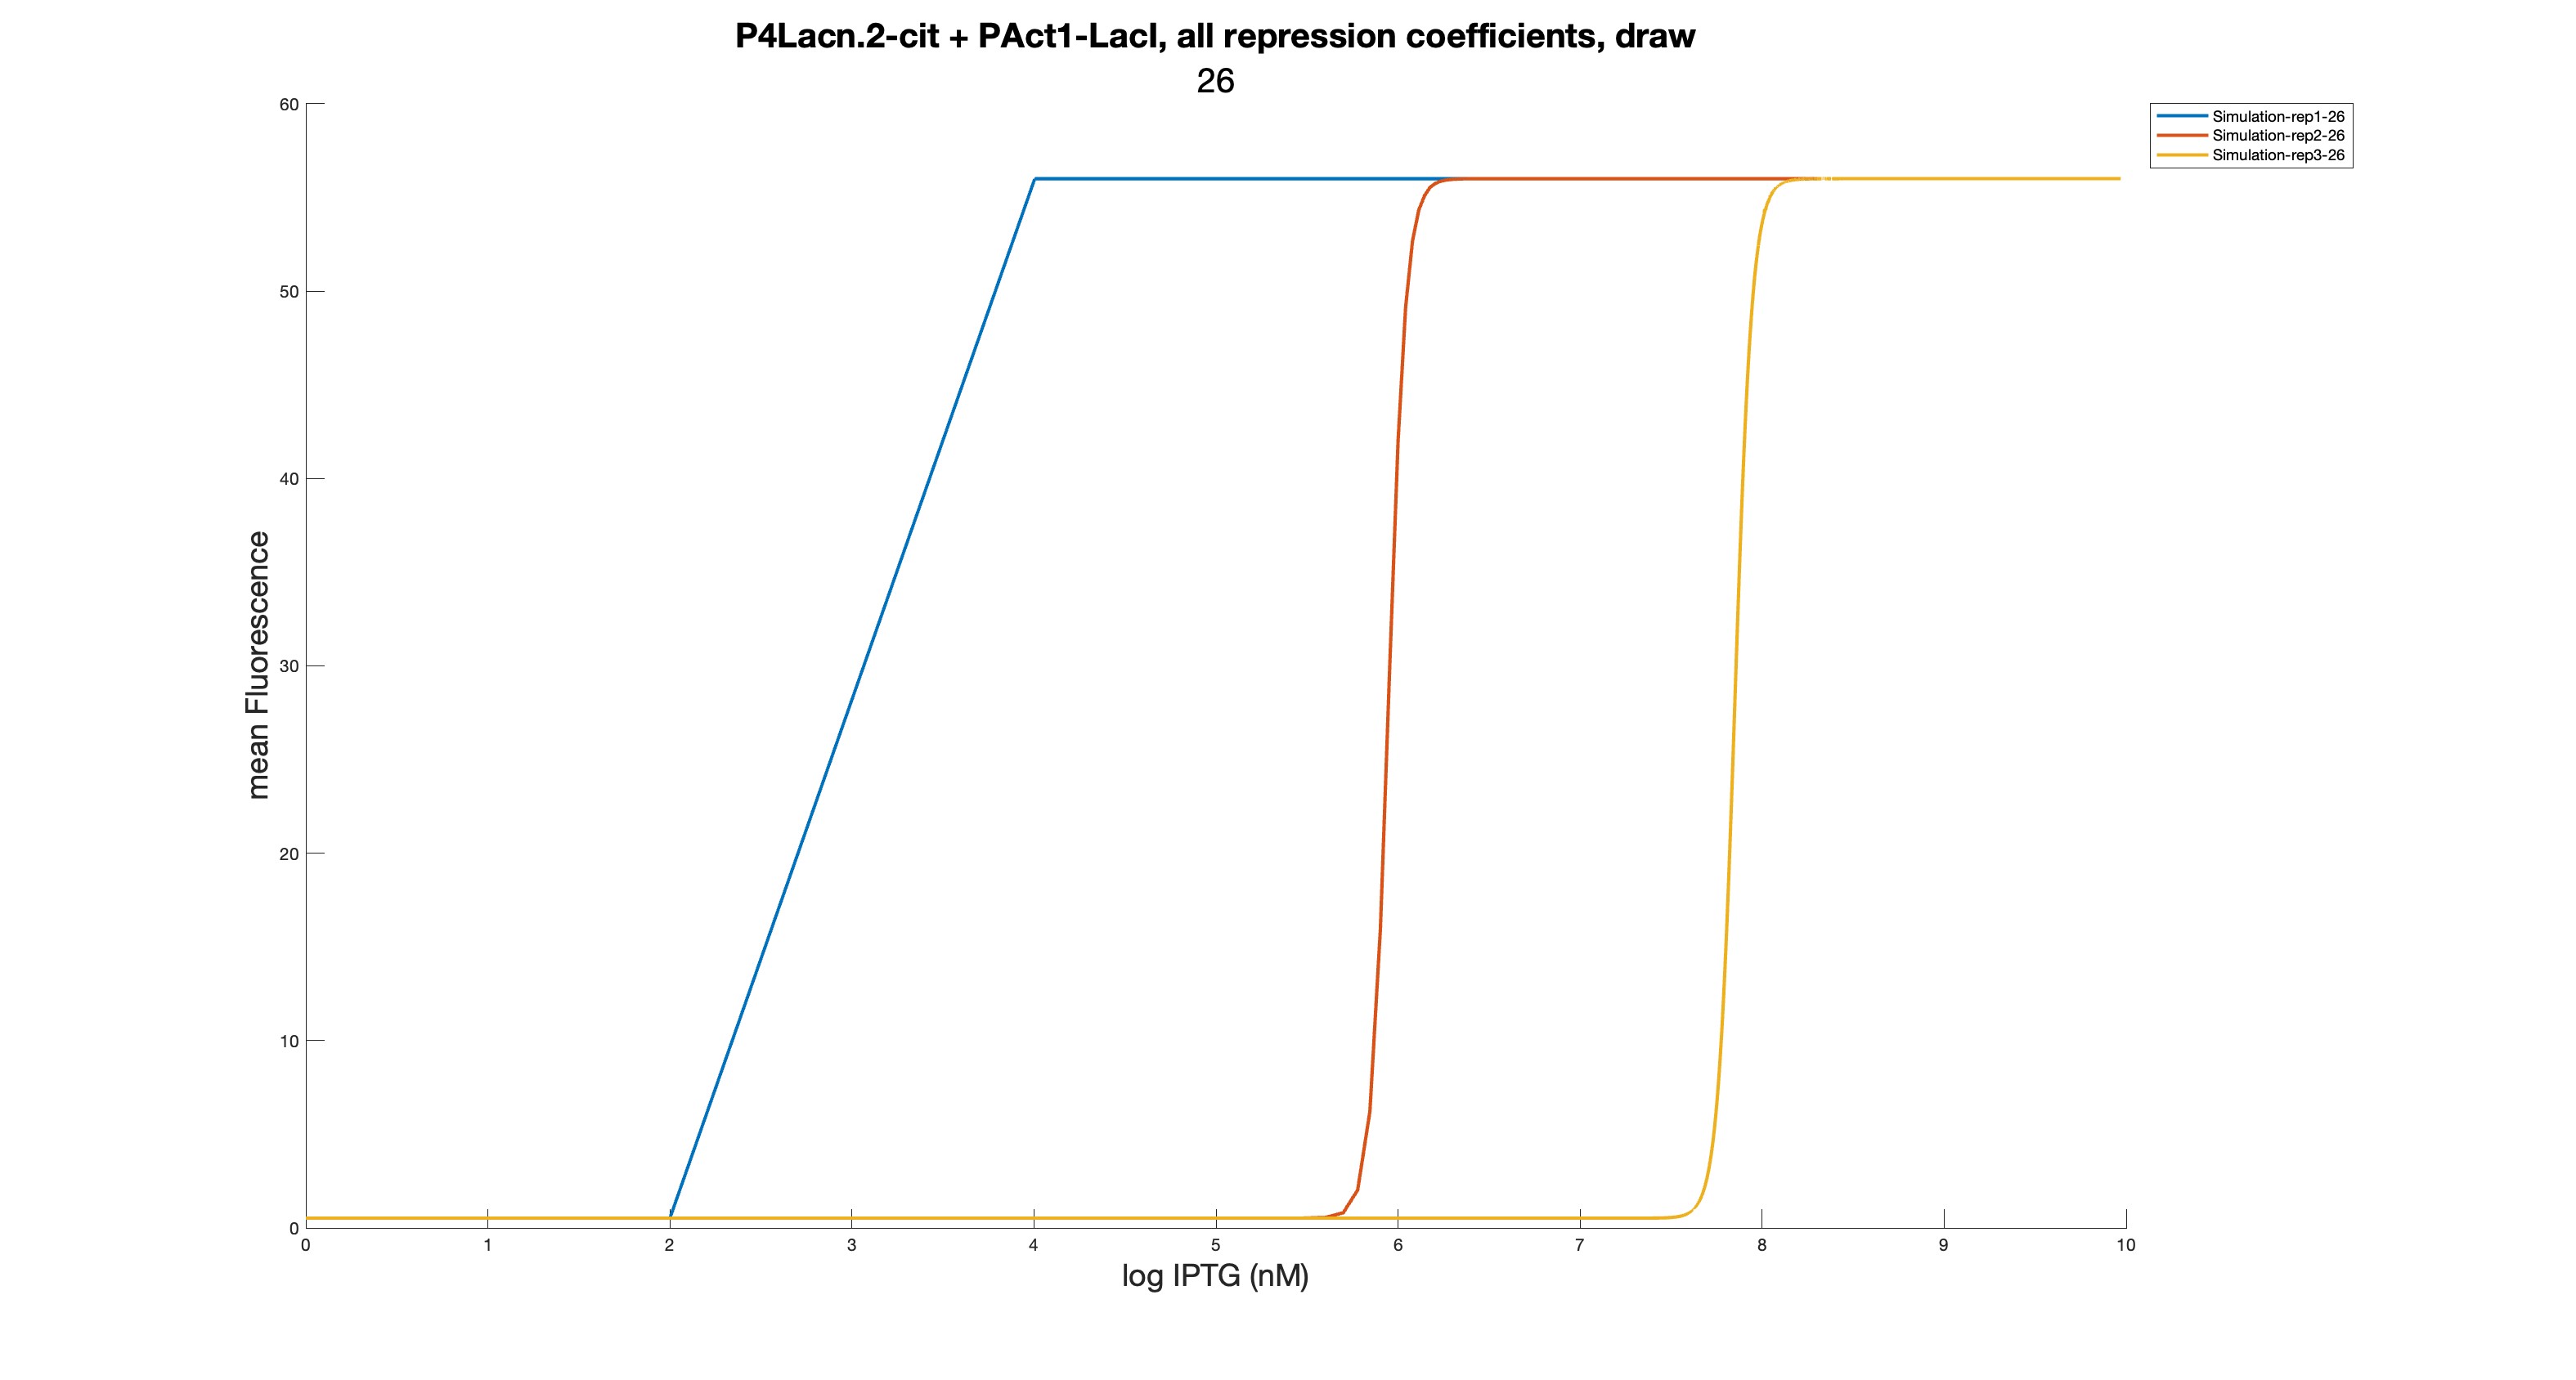 P4Lacn.2-cit + PAct1-LacI, all repression coefficients, draw
26
60
50
40
30
20
10
0
mean Fluorescence
0 1 2 3 4 5 6 7 8 9 10
log IPTG (nM)
Simulation-rep1-26
Simulation-rep2-26
Simulation-rep3-26